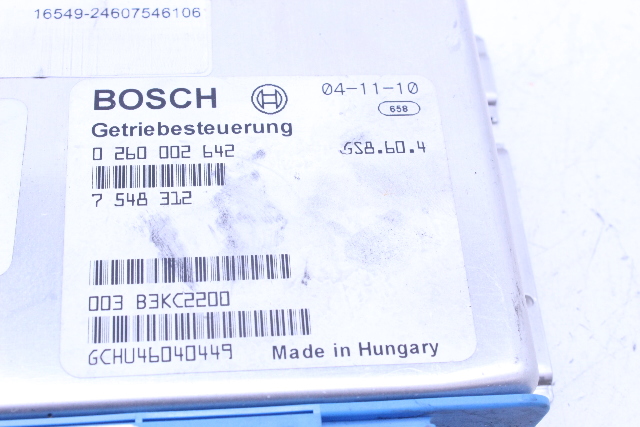 16549-24607546106
BOSCH 04-11-10
658
Getriebesteuerung
0 260 002 642 GS8.60.4
7 548 312
003 B3KC2200
GCHU46040449 Made in Hungary